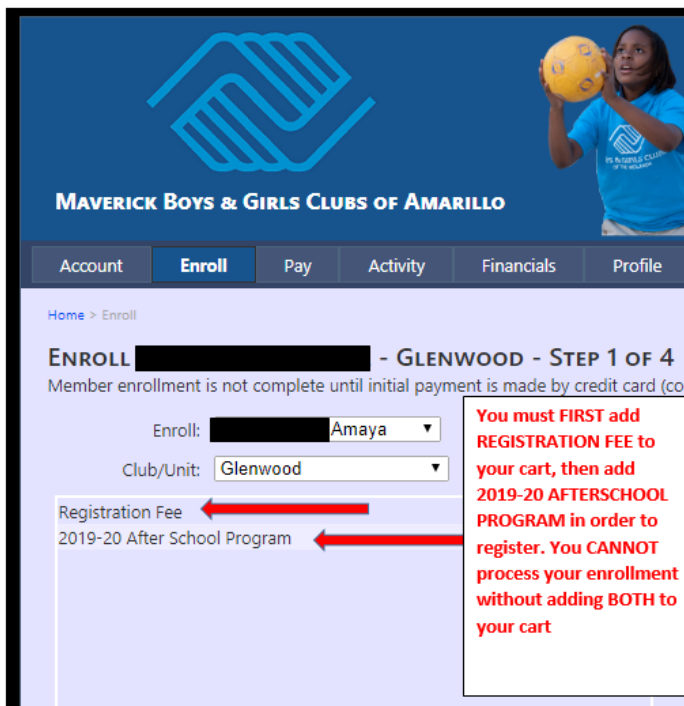 MAVERICK BOYS & GIRLS CLUBS OF AMARILLO
Account Enroll Pay Activity Financials Profile
Home > Enroll
ENROLL - GLENWOOD - STEP 1 OF 4
Member enrollment is not complete until initial payment is made by credit card (co
Enroll: Amaya
Club/Unit: Glenwood
Registration Fee
2019-20 After School Program
You must FIRST add
REGISTRATION FEE to
your cart, then add
2019-20 AFTERSCHOOL
PROGRAM in order to
register. You CANNOT
process your enrollment
without adding BOTH to
your cart